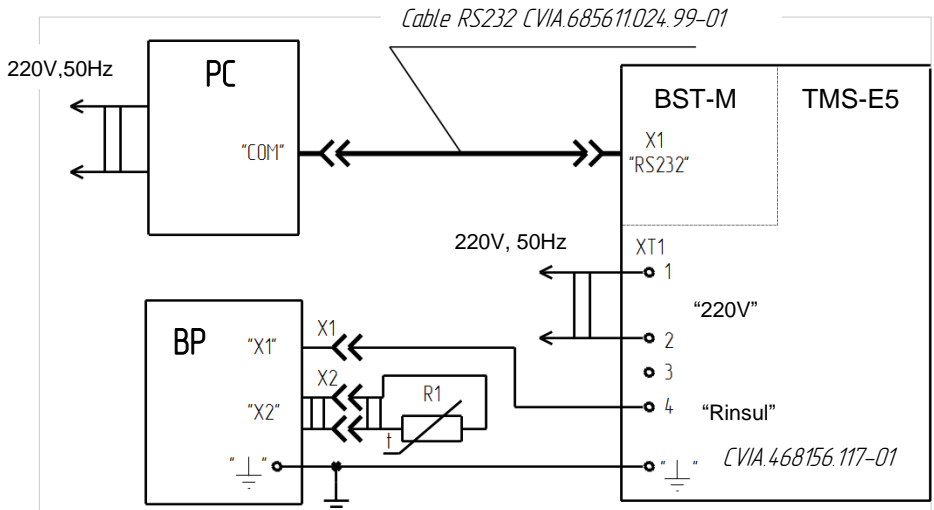 Cable RS232 CVIA.685611.024.99-01
220V,50Hz
PC
"COM"
BST-M
TMS-E5
X1
"RS232"
220V, 50Hz
XT1
1
“220V”
2
3
4
“Rinsul”
BP
"X1"
X1
X2
"X2"
R1
t
" "
" "
CVIA.468156.117-01